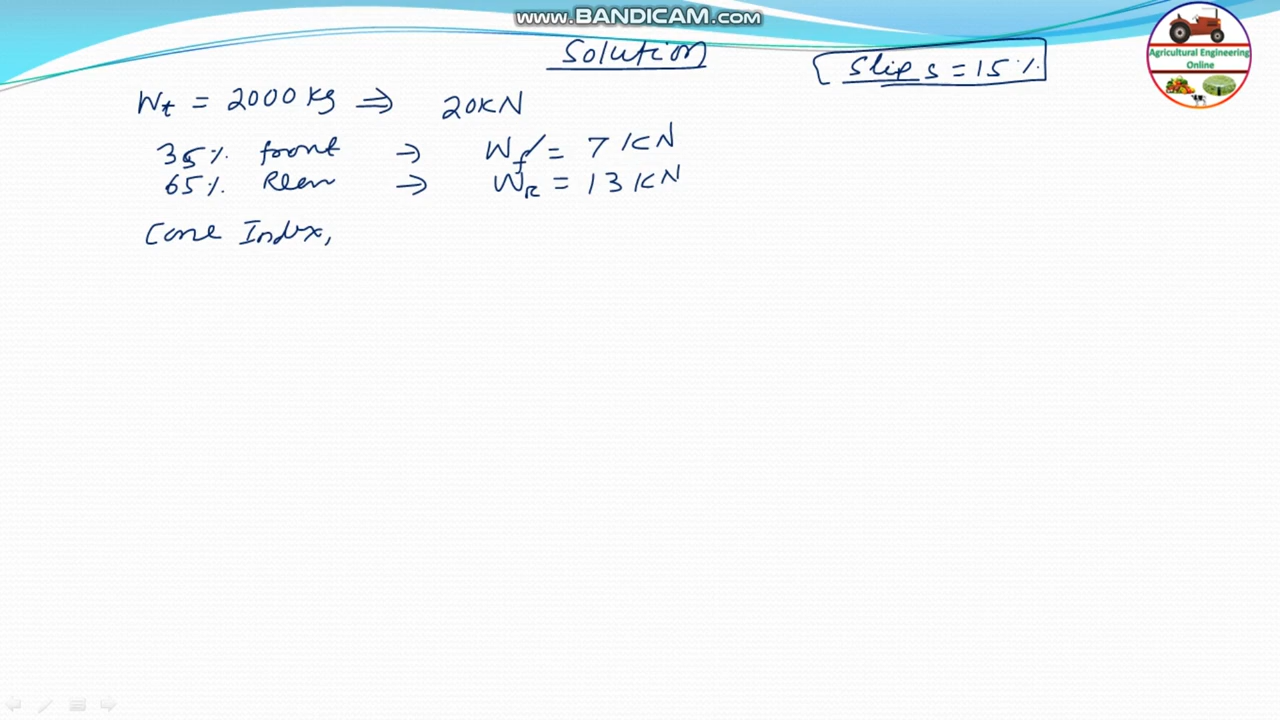 www.BANDICAM.com
Solution
Slip s = 15%
Agricultural Engineering
Online
Wt = 2000 kg ⇒ 20KN
35% front → Wf = 7 KN
65% Rear → WR = 13 KN
Cone Index,